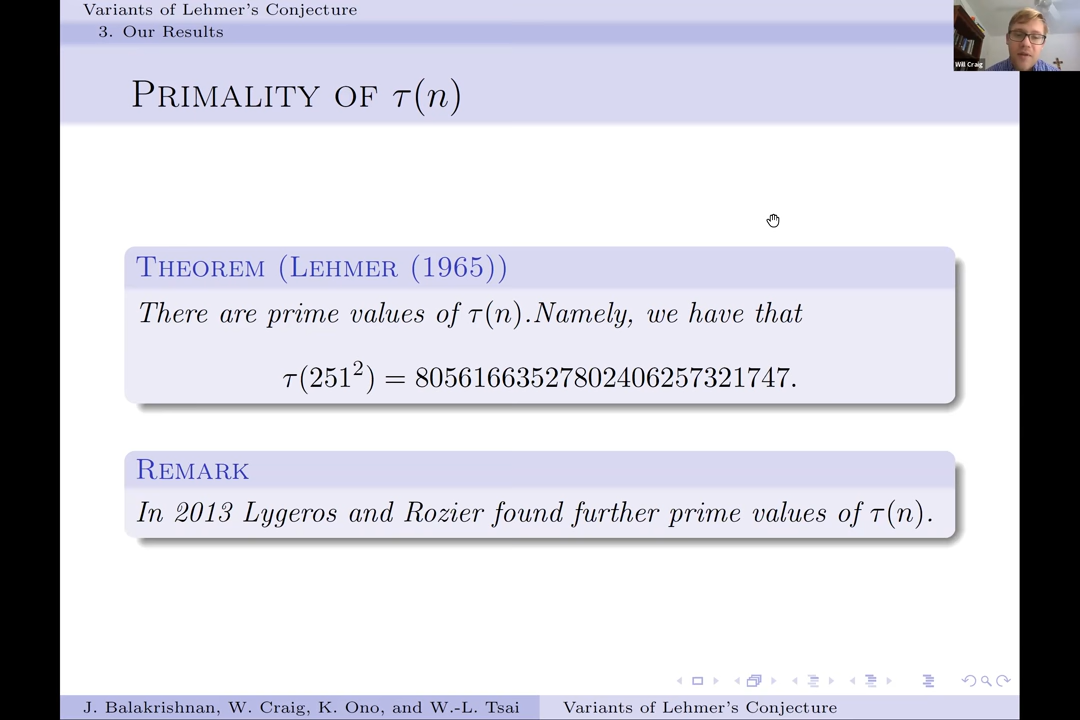 Variants of Lehmer's Conjecture
3. Our Results
Will Craig
Primality of τ(n)
Theorem (Lehmer (1965))
There are prime values of τ(n).Namely, we have that
τ(251²) = 80561663527802406257321747.
Remark
In 2013 Lygeros and Rozier found further prime values of τ(n).
J. Balakrishnan, W. Craig, K. Ono, and W.-L. Tsai
Variants of Lehmer's Conjecture